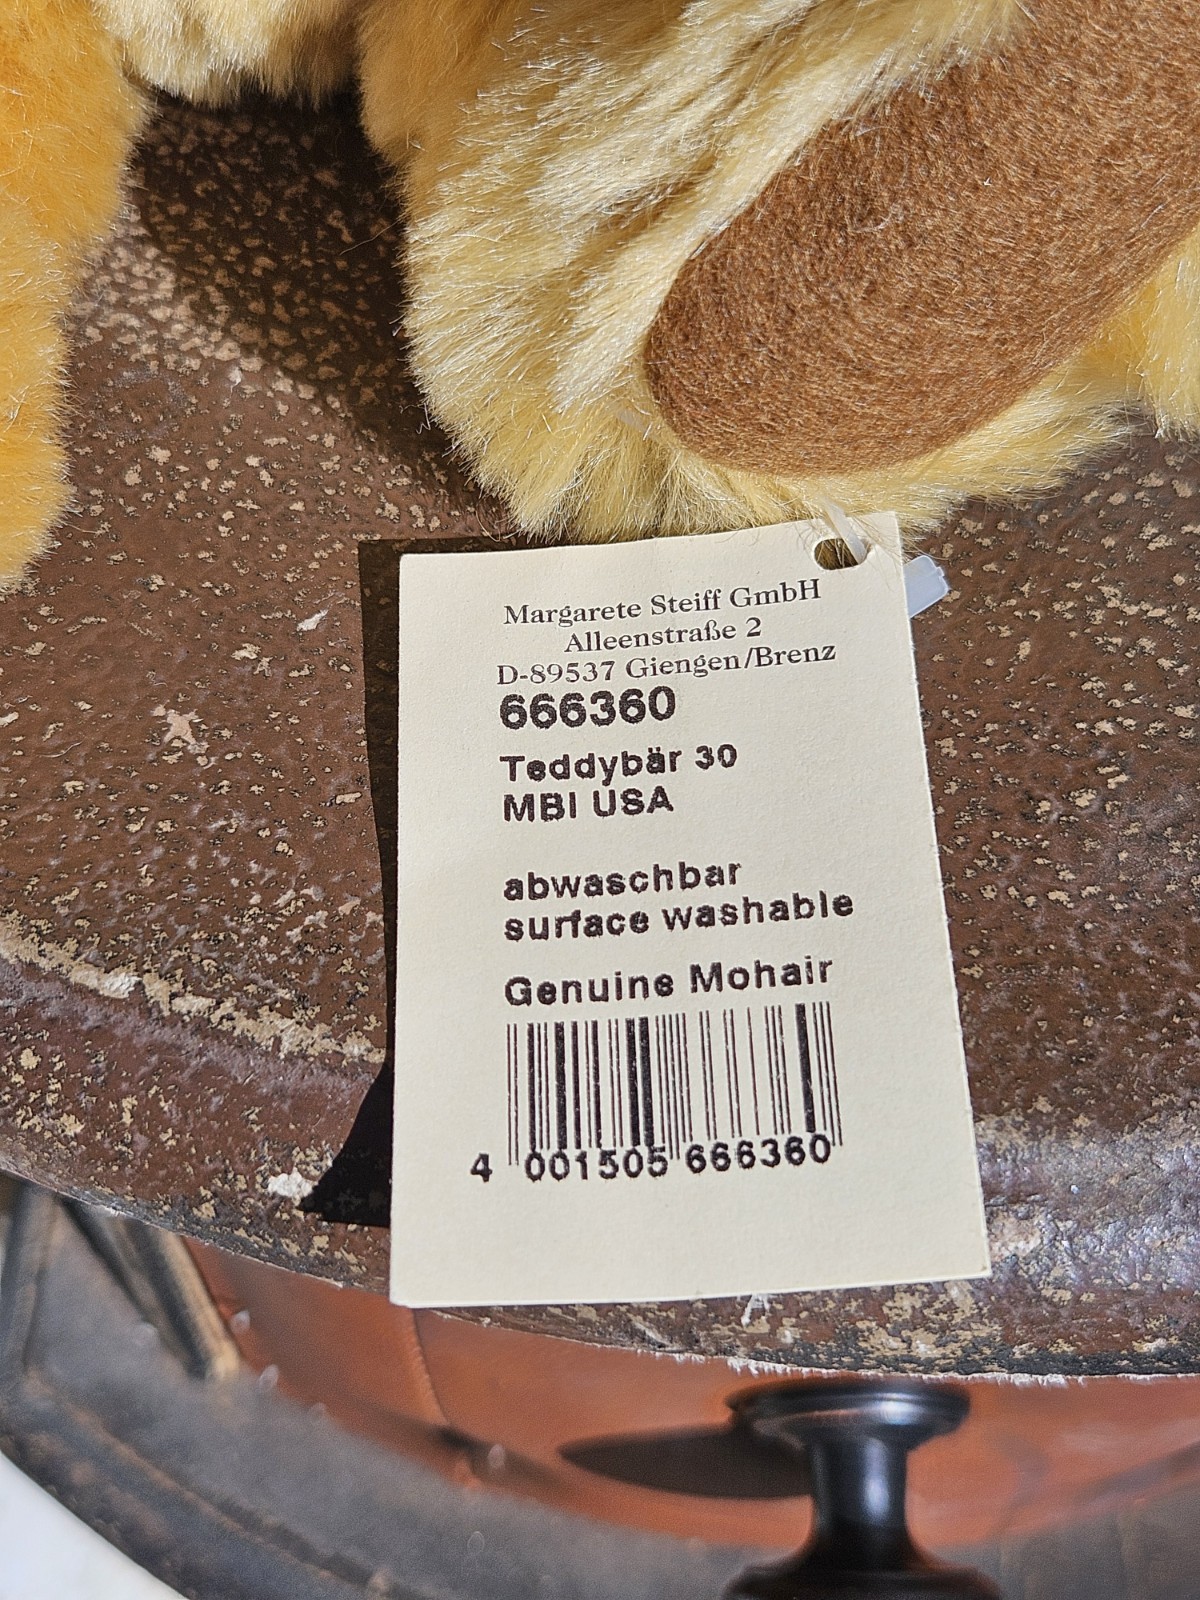 Margarete Steiff GmbH
Alleenstraße 2
D-89537 Giengen/Brenz
666360
Teddybär 30
MBI USA
abwaschbar
surface washable
Genuine Mohair
4 001505 666360